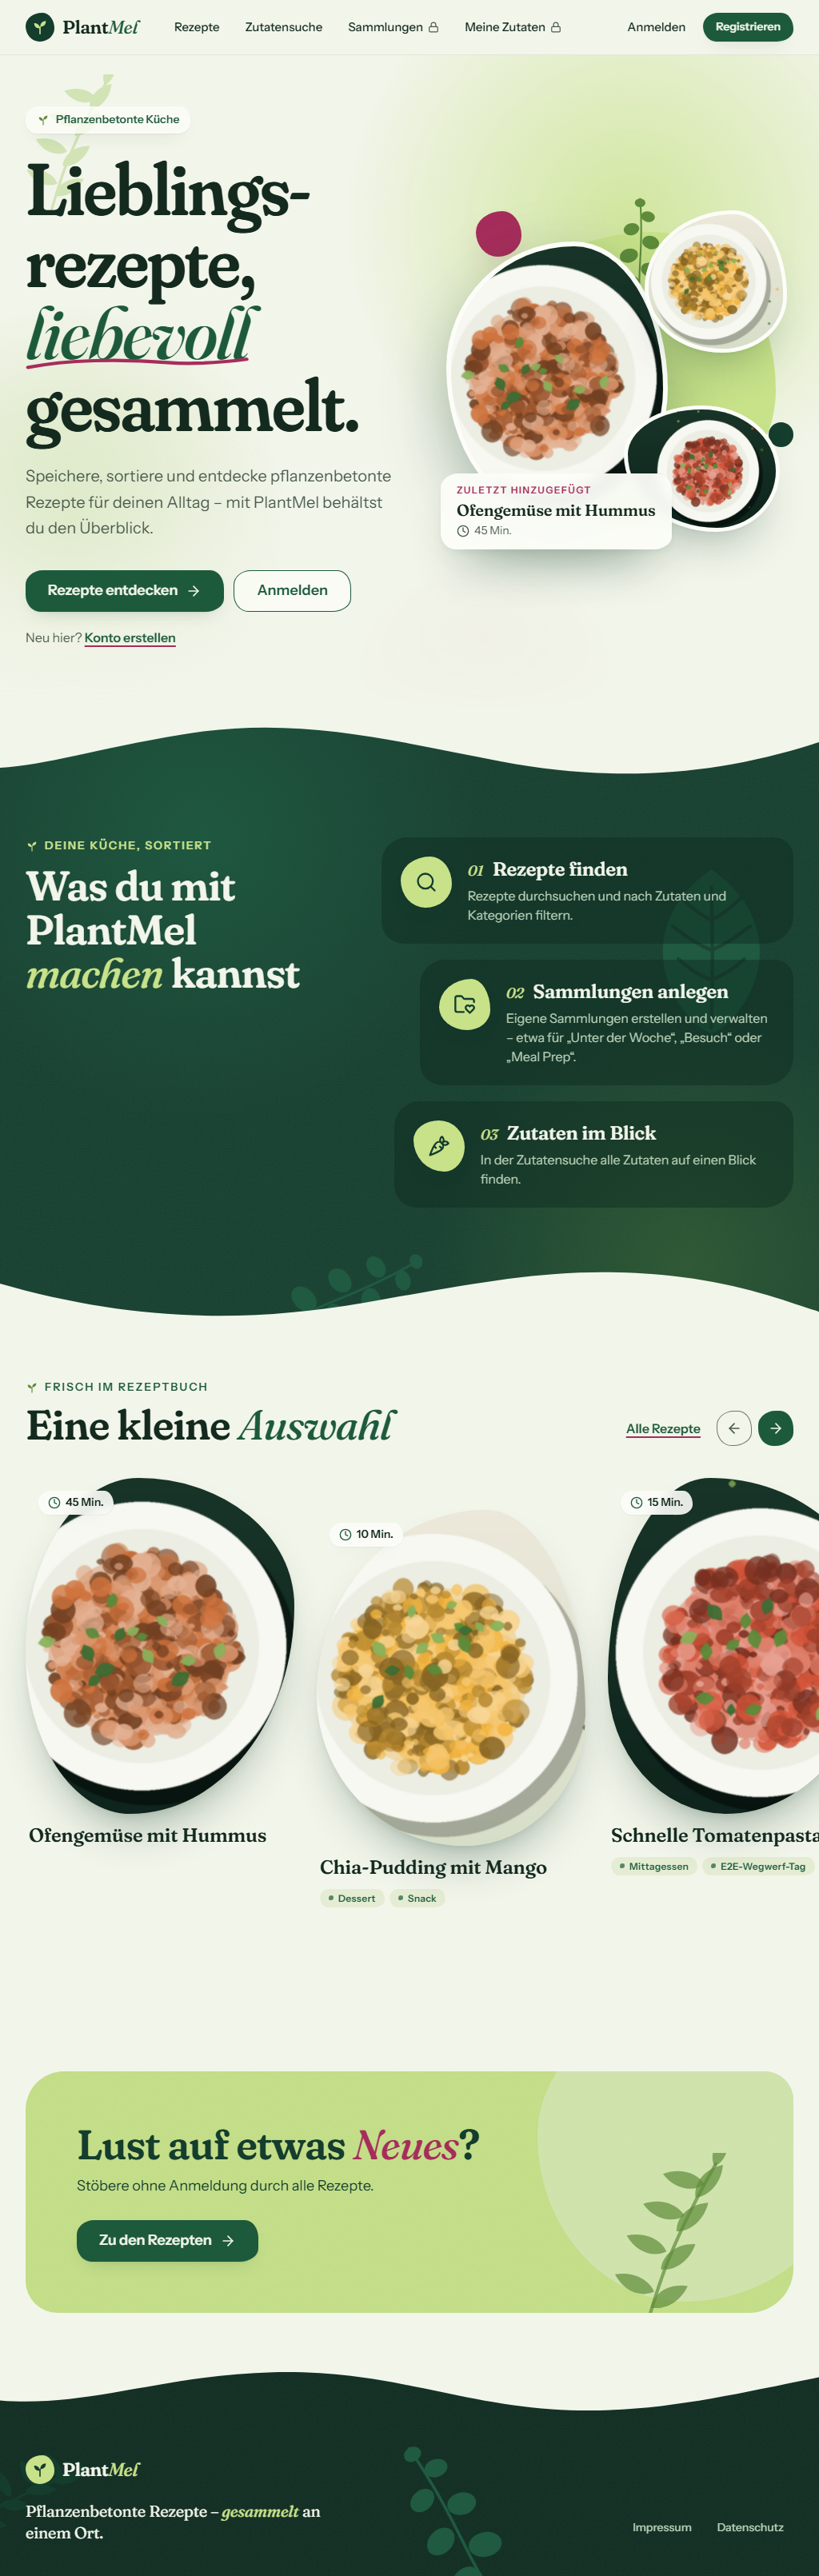 PlantMel
Rezepte
Zutatensuche
Sammlungen
Meine Zutaten
Anmelden
Registrieren
Pflanzenbetonte Küche
Lieblings-
rezepte,
liebevoll
gesammelt.
Speichere, sortiere und entdecke pflanzenbetonte
Rezepte für deinen Alltag – mit PlantMel behältst
du den Überblick.
ZULETZT HINZUGEFÜGT
Ofengemüse mit Hummus
45 Min.
Rezepte entdecken
Anmelden
Neu hier? Konto erstellen
DEINE KÜCHE, SORTIERT
Was du mit
PlantMel
machen kannst
01 Rezepte finden
Rezepte durchsuchen und nach Zutaten und
Kategorien filtern.
02 Sammlungen anlegen
Eigene Sammlungen erstellen und verwalten
– etwa für „Unter der Woche“, „Besuch“ oder
„Meal Prep“.
03 Zutaten im Blick
In der Zutatensuche alle Zutaten auf einen Blick
finden.
FRISCH IM REZEPTBUCH
Eine kleine Auswahl
Alle Rezepte
45 Min.
Ofengemüse mit Hummus
10 Min.
Chia-Pudding mit Mango
Dessert
Snack
15 Min.
Schnelle Tomatenpasta
Mittagessen
E2E-Wegwerf-Tag
Lust auf etwas Neues?
Stöbere ohne Anmeldung durch alle Rezepte.
Zu den Rezepten
PlantMel
Pflanzenbetonte Rezepte – gesammelt an
einem Ort.
Impressum
Datenschutz